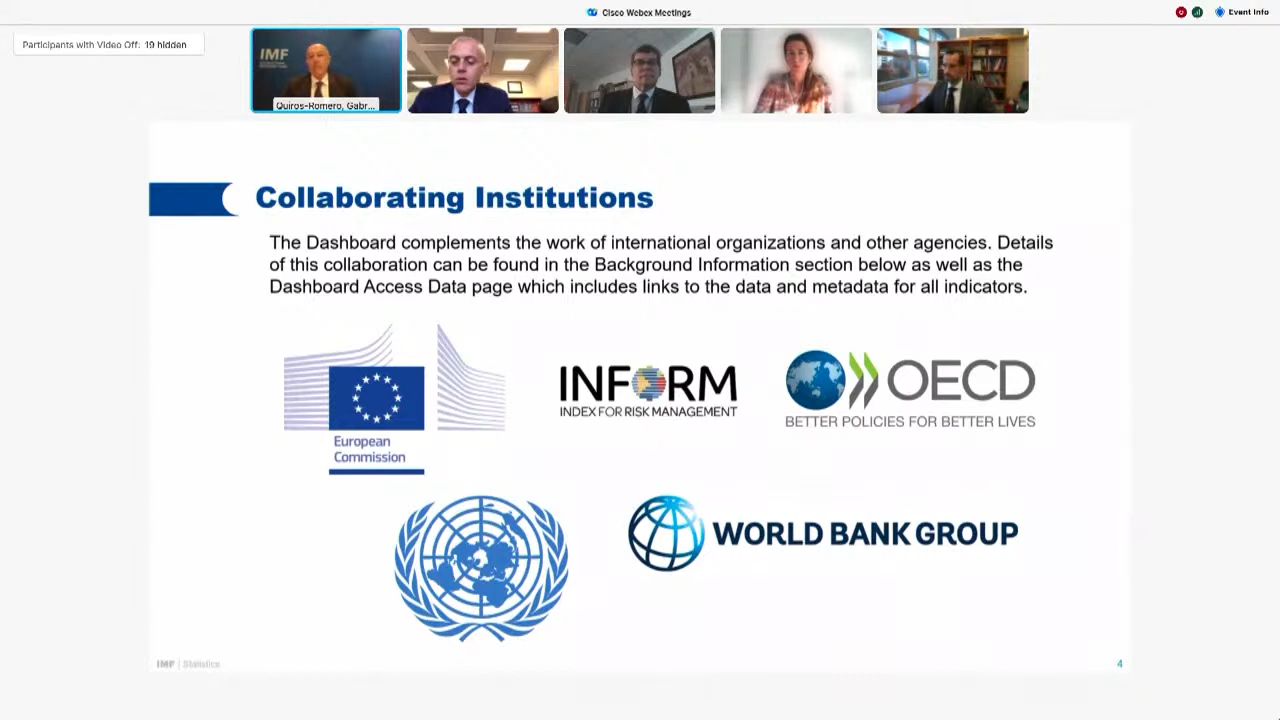 Cisco Webex Meetings
Event Info
Participants with Video Off: 19 hidden
IMF
Quiros-Romero, Gabr...
Collaborating Institutions
The Dashboard complements the work of international organizations and other agencies. Details
of this collaboration can be found in the Background Information section below as well as the
Dashboard Access Data page which includes links to the data and metadata for all indicators.
European
Commission
INFORM
INDEX FOR RISK MANAGEMENT
OECD
BETTER POLICIES FOR BETTER LIVES
WORLD BANK GROUP
IMF | Statistics
4